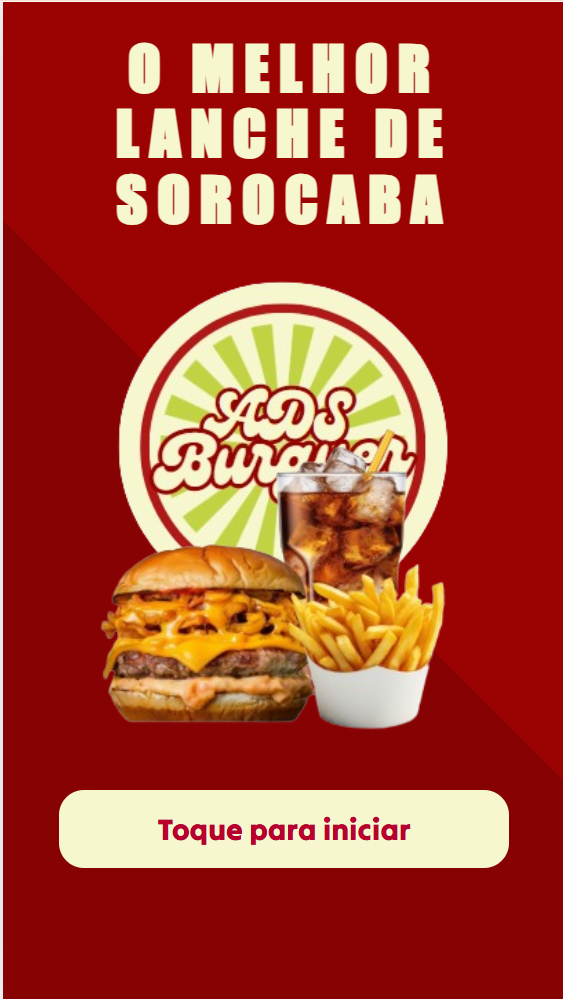 O MELHOR
LANCHE DE
SOROCABA
ADS
Burguer
Toque para iniciar